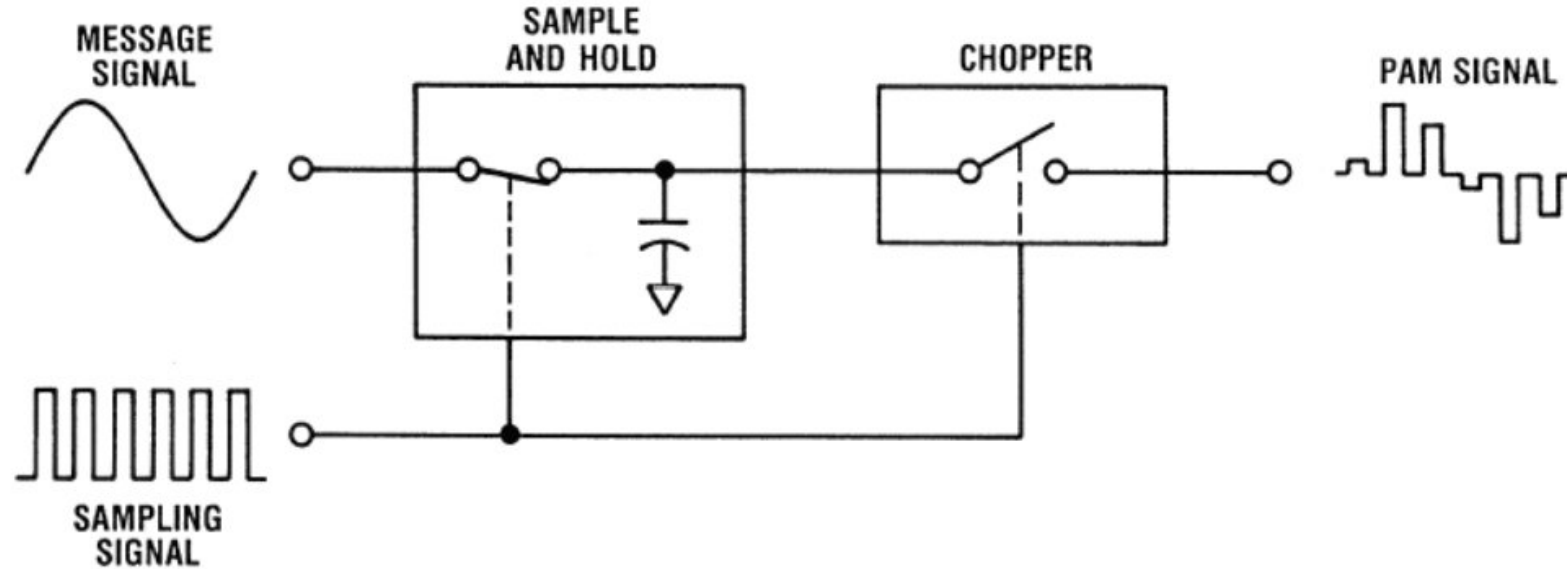 MESSAGE
SIGNAL
SAMPLE
AND HOLD
CHOPPER
PAM SIGNAL
SAMPLING
SIGNAL